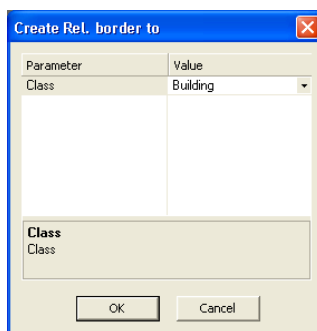 Create Rel. border to
Parameter Value
Class Building
Class
Class
OK Cancel